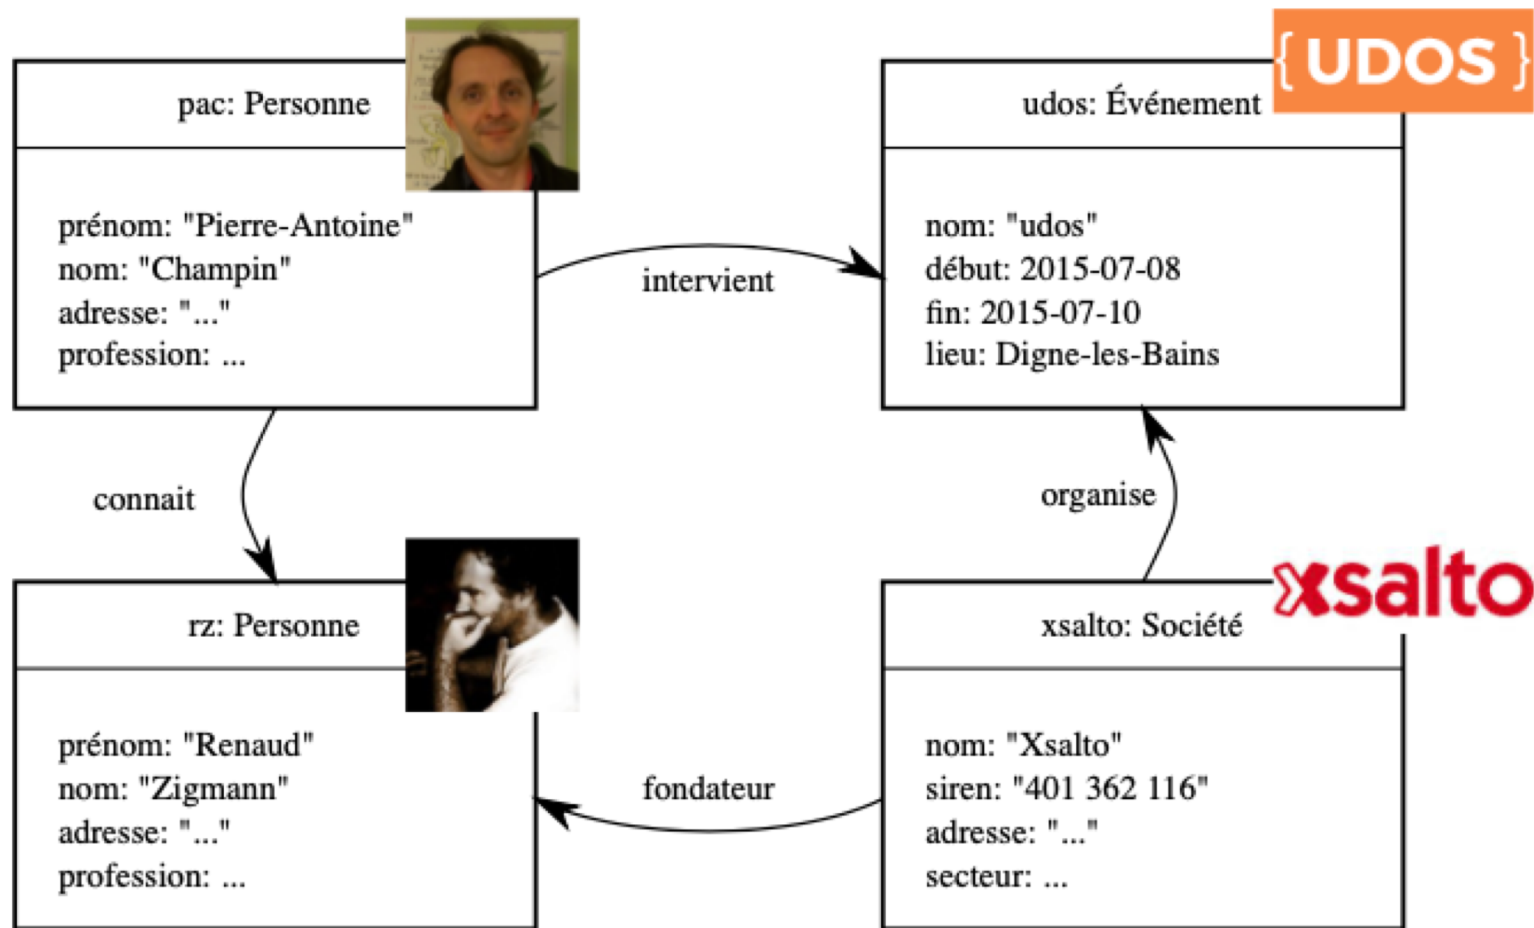 pac: Personne
prénom: "Pierre-Antoine"
nom: "Champin"
adresse: "..."
profession: ...
intervient
{ UDOS }
udos: Événement
nom: "udos"
début: 2015-07-08
fin: 2015-07-10
lieu: Digne-les-Bains
connait
organise
rz: Personne
prénom: "Renaud"
nom: "Zigmann"
adresse: "..."
profession: ...
fondateur
xsalto
xsalto: Société
nom: "Xsalto"
siren: "401 362 116"
adresse: "..."
secteur: ...